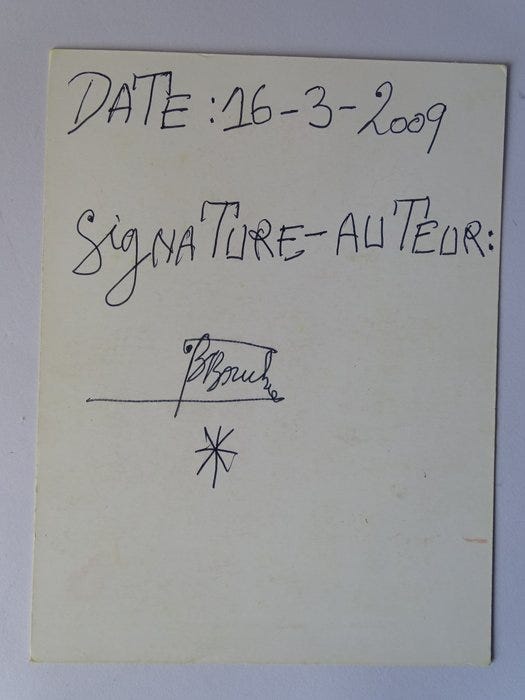 DATE : 16-3-2009
SigNATURE-AUTEUR: